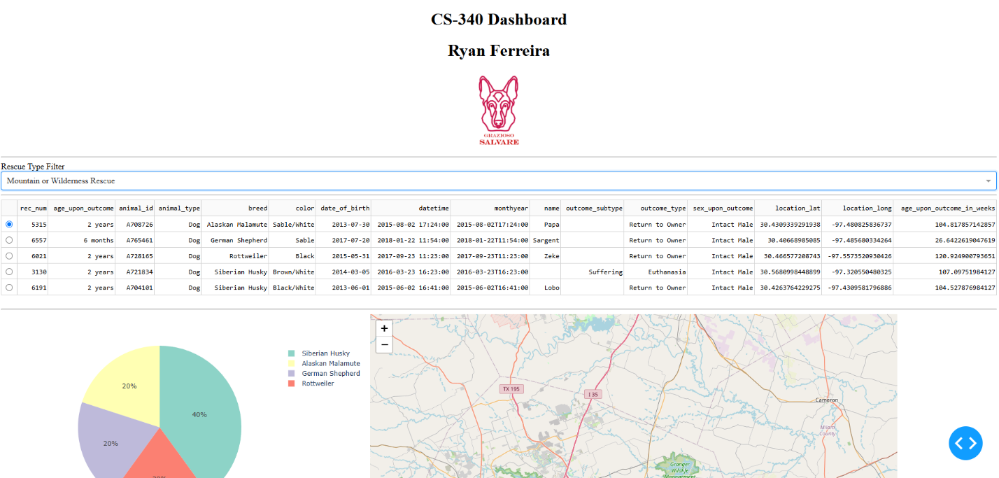 CS-340 Dashboard
Ryan Ferreira
GRAZIOSO
SALVARE
Rescue Type Filter
Mountain or Wilderness Rescue
rec_num age_upon_outcome animal_id animal_type breed color date_of_birth datetime monthyear name outcome_subtype outcome_type sex_upon_outcome location_lat location_long age_upon_outcome_in_weeks
5315 2 years A708726 Dog Alaskan Malamute Sable/White 2013-07-30 2015-08-02 17:24:00 2015-08-02T17:24:00 Papa Return to Owner Intact Male 30.4309339291938 -97.480825836737 104.817857142857
6557 6 months A765461 Dog German Shepherd Sable 2017-07-20 2018-01-22 11:54:00 2018-01-22T11:54:00 Sargent Return to Owner Intact Male 30.40668985085 -97.485680334264 26.6422619047619
6021 2 years A728165 Dog Rottweiler Black 2015-05-31 2017-09-23 11:23:00 2017-09-23T11:23:00 Zeke Return to Owner Intact Male 30.466577208743 -97.5573520930426 120.924900793651
3130 2 years A721834 Dog Siberian Husky Brown/White 2014-03-05 2016-03-23 16:23:00 2016-03-23T16:23:00 Suffering Euthanasia Intact Male 30.5680998448899 -97.320550480325 107.09751984127
6191 2 years A704101 Dog Siberian Husky Black/White 2013-06-01 2015-06-02 16:41:00 2015-06-02T16:41:00 Lobo Return to Owner Intact Male 30.4263764229275 -97.4309581796886 104.527876984127
20%
40%
20%
20%
Siberian Husky
Alaskan Malamute
German Shepherd
Rottweiler
+
−
TX 195
I 35
Cameron
Milam
County
Granger
Wildlife
Management